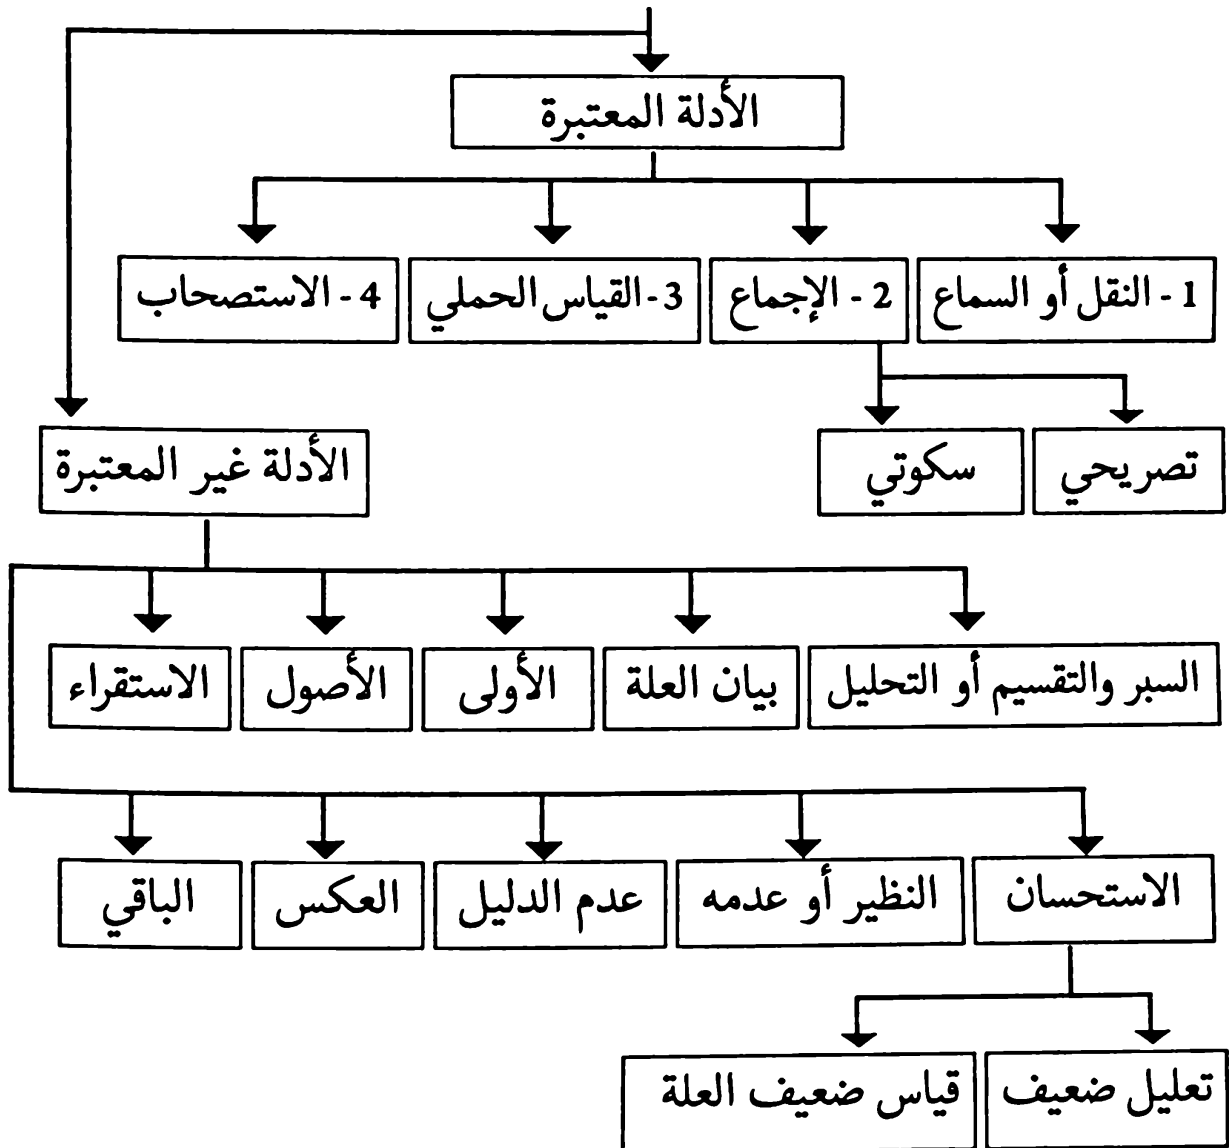 الأدلة المعتبرة
1 - النقل أو السماع
2 - الإجماع
3 - القياس الحملي
4 - الاستصحاب
تصريحي
سكوتي
الأدلة غير المعتبرة
السبر والتقسيم أو التحليل
بيان العلة
الأولى
الأصول
الاستقراء
الاستحسان
النظير أو عدمه
عدم الدليل
العكس
الباقي
تعليل ضعيف
قياس ضعيف العلة